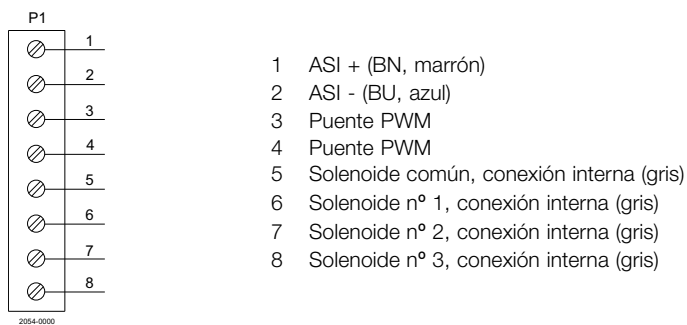 P1
1
2
3
4
5
6
7
8
2054-0000
1 ASI + (BN, marrón)
2 ASI - (BU, azul)
3 Puente PWM
4 Puente PWM
5 Solenoide común, conexión interna (gris)
6 Solenoide nº 1, conexión interna (gris)
7 Solenoide nº 2, conexión interna (gris)
8 Solenoide nº 3, conexión interna (gris)